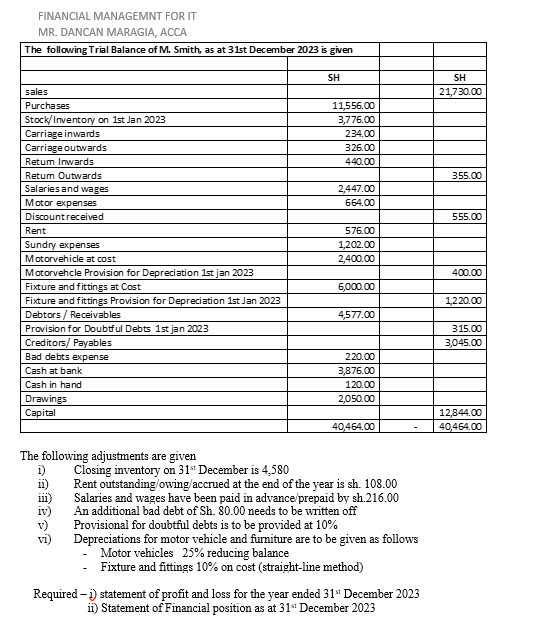 FINANCIAL MANAGEMNT FOR IT
MR. DANCAN MARAGIA, ACCA
The following Trial Balance of M. Smith, as at 31st December 2023 is given
SH SH
sales 21,730.00
Purchases 11,556.00
Stock/Inventory on 1st Jan 2023 3,776.00
Carriage inwards 234.00
Carriage outwards 326.00
Return Inwards 440.00
Return Outwards 355.00
Salaries and wages 2,447.00
Motor expenses 664.00
Discount received 555.00
Rent 576.00
Sundry expenses 1,202.00
Motorvehicle at cost 2,400.00
Motorvehcle Provision for Depreciation 1st jan 2023 400.00
Fixture and fittings at Cost 6,000.00
Fixture and fittings Provision for Depreciation 1st Jan 2023 1,220.00
Debtors / Receivables 4,577.00
Provision for Doubtful Debts 1st jan 2023 315.00
Creditors/ Payables 3,045.00
Bad debts expense 220.00
Cash at bank 3,876.00
Cash in hand 120.00
Drawings 2,050.00
Capital 12,844.00
40,464.00 - 40,464.00
The following adjustments are given
i) Closing inventory on 31st December is 4,580
ii) Rent outstanding/owing/accrued at the end of the year is sh. 108.00
iii) Salaries and wages have been paid in advance/prepaid by sh.216.00
iv) An additional bad debt of Sh. 80.00 needs to be written off
v) Provisional for doubtful debts is to be provided at 10%
vi) Depreciations for motor vehicle and furniture are to be given as follows
- Motor vehicles 25% reducing balance
- Fixture and fittings 10% on cost (straight-line method)
Required – i) statement of profit and loss for the year ended 31st December 2023
ii) Statement of Financial position as at 31st December 2023